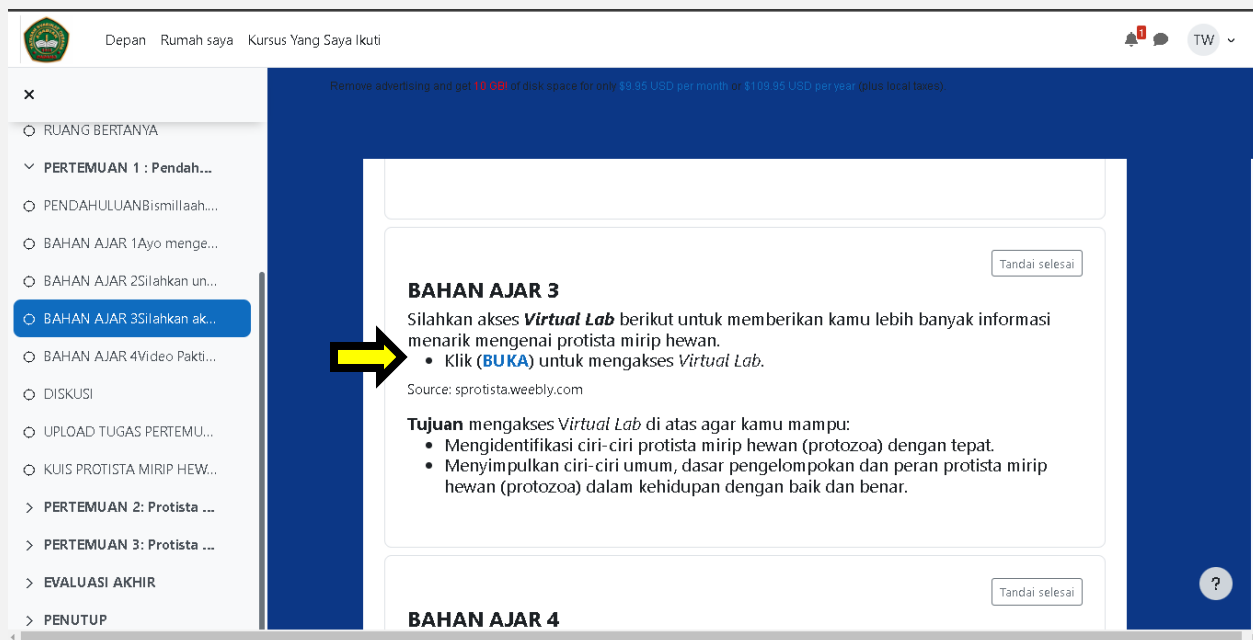 Depan Rumah saya Kursus Yang Saya Ikuti
1
TW
Remove advertising and get 10 GB! of disk space for only $9.95 USD per month or $109.95 USD per year (plus local taxes).
RUANG BERTANYA
PERTEMUAN 1 : Pendah...
PENDAHULUANBismillaah....
BAHAN AJAR 1Ayo menge...
BAHAN AJAR 2Silahkan un...
BAHAN AJAR 3Silahkan ak...
BAHAN AJAR 4Video Pakti...
DISKUSI
UPLOAD TUGAS PERTEMU...
KUIS PROTISTA MIRIP HEW...
PERTEMUAN 2: Protista ...
PERTEMUAN 3: Protista ...
EVALUASI AKHIR
PENUTUP
Tandai selesai
BAHAN AJAR 3
Silahkan akses Virtual Lab berikut untuk memberikan kamu lebih banyak informasi
menarik mengenai protista mirip hewan.
• Klik (BUKA) untuk mengakses Virtual Lab.
Source: sprotista.weebly.com
Tujuan mengakses Virtual Lab di atas agar kamu mampu:
• Mengidentifikasi ciri-ciri protista mirip hewan (protozoa) dengan tepat.
• Menyimpulkan ciri-ciri umum, dasar pengelompokan dan peran protista mirip
hewan (protozoa) dalam kehidupan dengan baik dan benar.
Tandai selesai
BAHAN AJAR 4
?